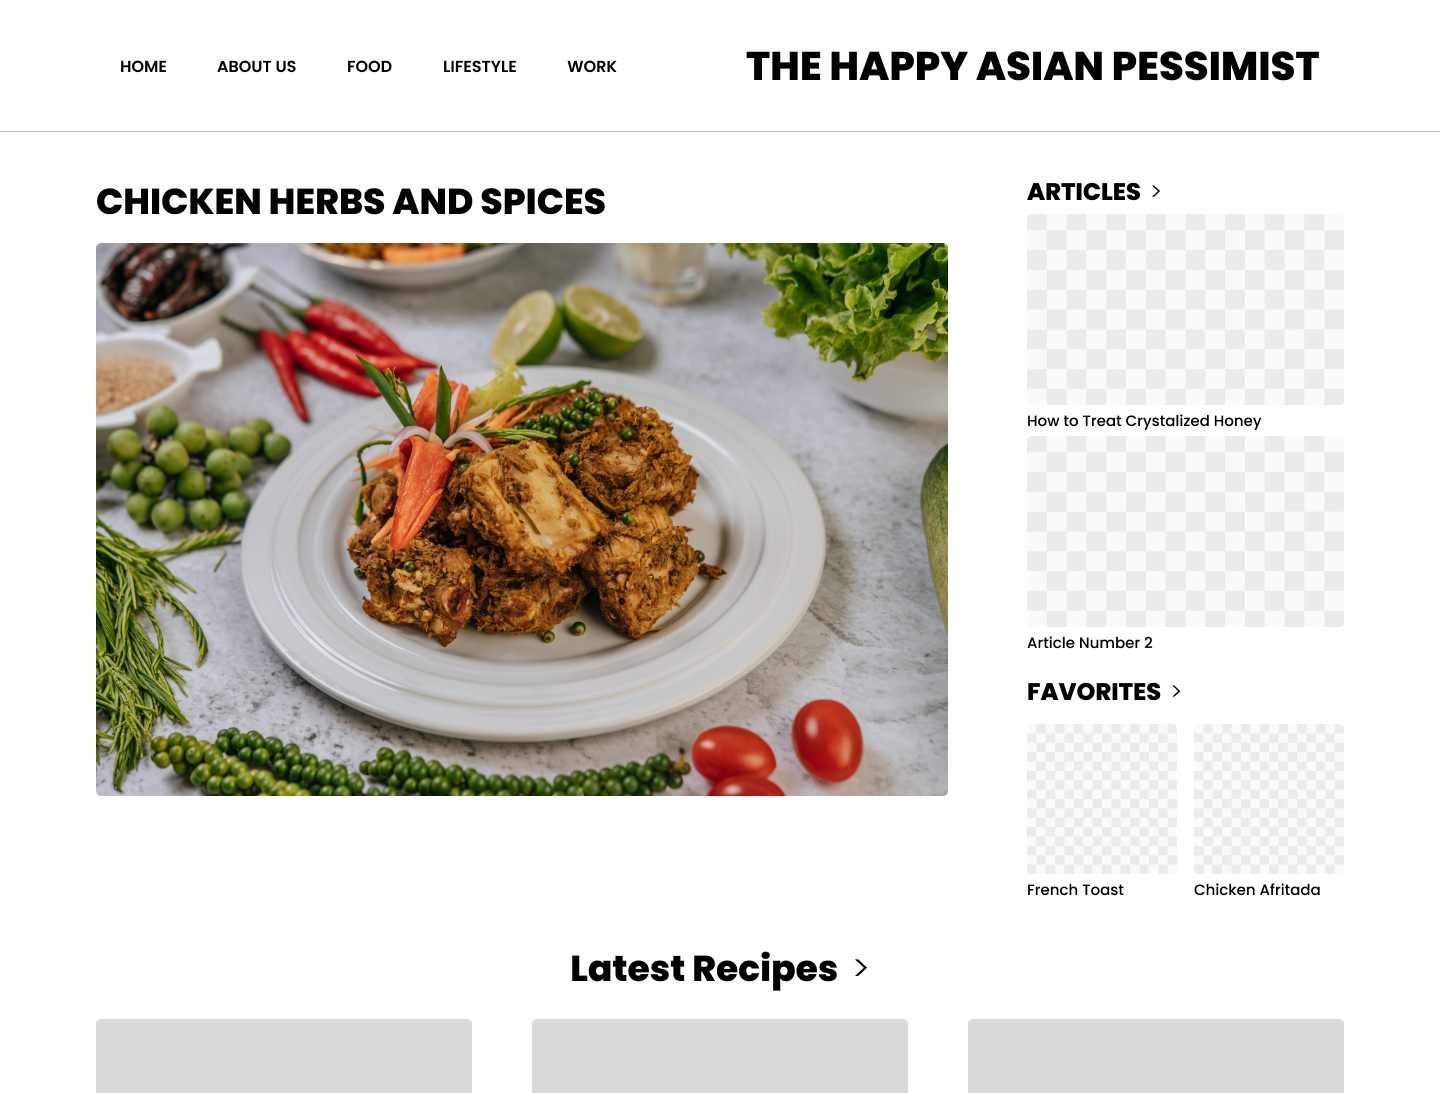 HOME
ABOUT US
FOOD
LIFESTYLE
WORK
THE HAPPY ASIAN PESSIMIST
CHICKEN HERBS AND SPICES
ARTICLES >
How to Treat Crystalized Honey
Article Number 2
FAVORITES >
French Toast
Chicken Afritada
Latest Recipes >